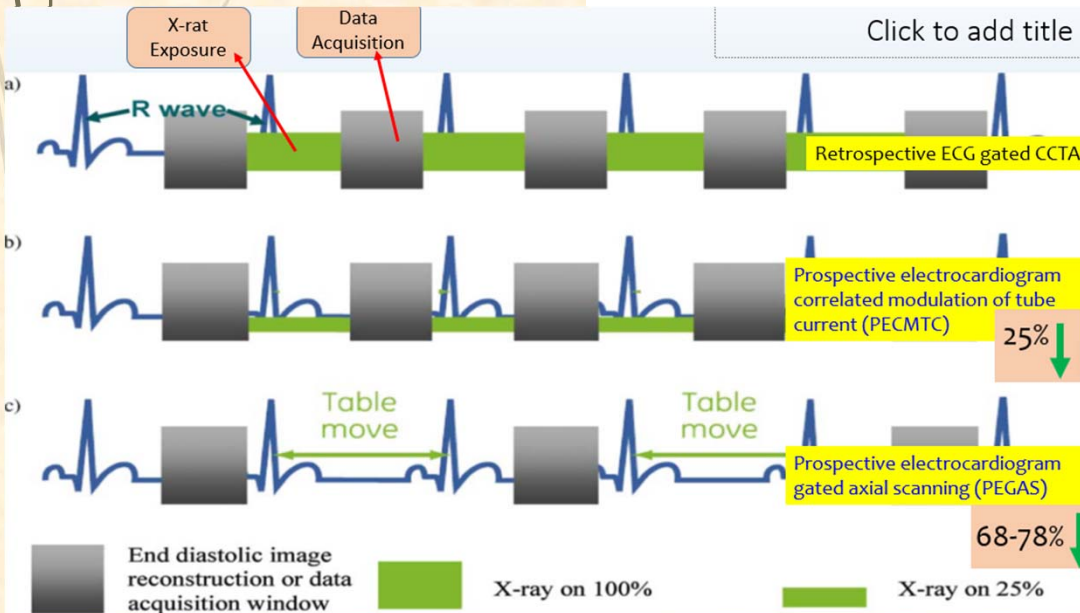 X-rat
Exposure
Data
Acquisition
Click to add title
a)
R wave
Retrospective ECG gated CCTA
b)
Prospective electrocardiogram
correlated modulation of tube
current (PECMTC)
25%
c)
Table
move
Table
move
Prospective electrocardiogram
gated axial scanning (PEGAS)
68-78%
End diastolic image
reconstruction or data
acquisition window
X-ray on 100%
X-ray on 25%